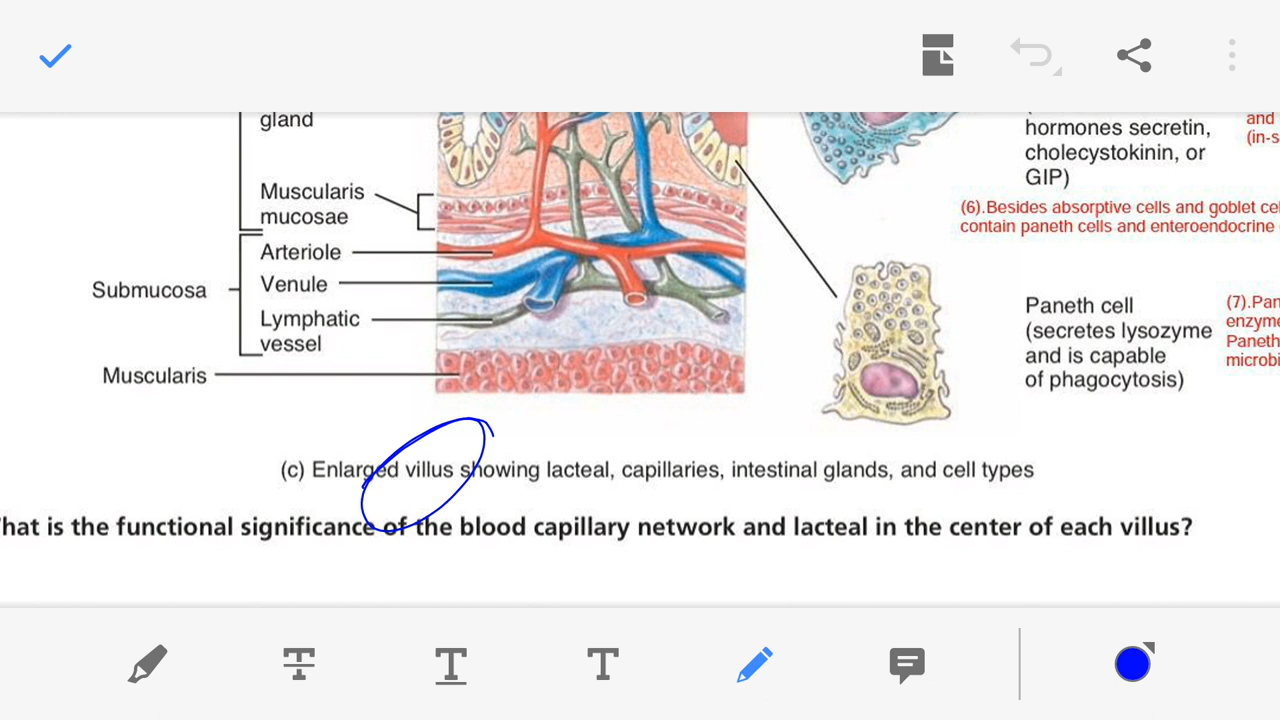 gland
hormones secretin,
cholecystokinin, or
GIP)
and
(in-s
Muscularis
mucosae
(6).Besides absorptive cells and goblet cel
contain paneth cells and enteroendocrine
Arteriole
Submucosa
Venule
Lymphatic
vessel
Muscularis
Paneth cell
(secretes lysozyme
and is capable
of phagocytosis)
(7).Pan
enzyme
Paneth
microbi
(c) Enlarged villus showing lacteal, capillaries, intestinal glands, and cell types
hat is the functional significance of the blood capillary network and lacteal in the center of each villus?
T
T
T